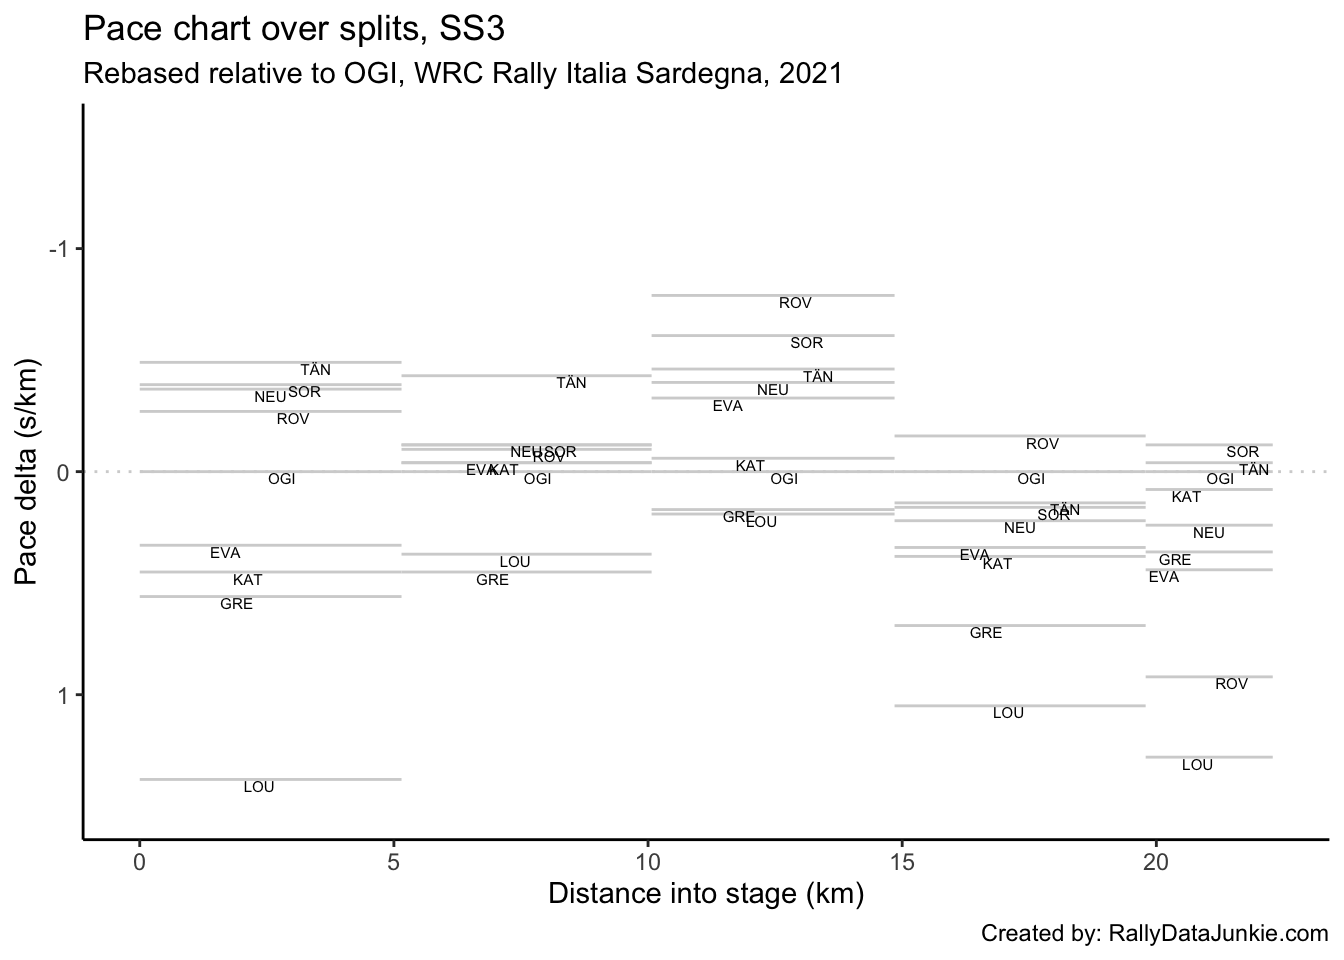 Pace chart over splits, SS3
Rebased relative to OGI, WRC Rally Italia Sardegna, 2021
Pace delta (s/km)
-1
0
1
TÄN
SOR
NEU
ROV
OGI
EVA
KAT
GRE
LOU
TÄN
NEU SOR
ROV
EVA KAT
OGI
LOU
GRE
ROV
SOR
TÄN
NEU
EVA
KAT
OGI
GRE
LOU
ROV
OGI
TÄN
SOR
NEU
EVA
KAT
GRE
LOU
SOR
TÄN
OGI
KAT
NEU
GRE
EVA
ROV
LOU
0 5 10 15 20
Distance into stage (km)
Created by: RallyDataJunkie.com